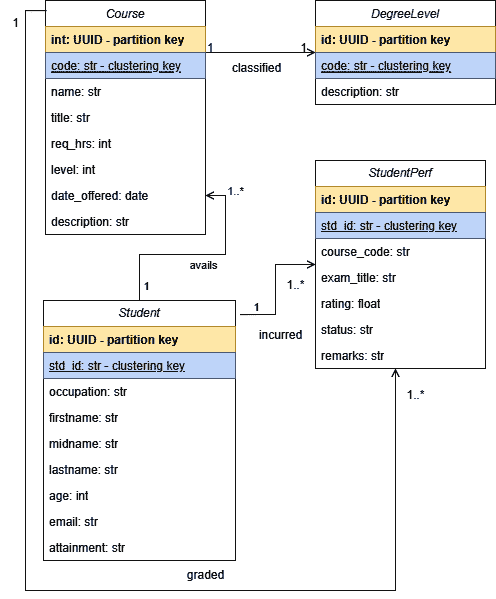 1
Course
int: UUID - partition key
code: str - clustering key
name: str
title: str
req_hrs: int
level: int
date_offered: date
description: str
1
classified
1
DegreeLevel
id: UUID - partition key
code: str - clustering key
description: str
StudentPerf
id: UUID - partition key
std_id: str - clustering key
course_code: str
exam_title: str
rating: float
status: str
remarks: str
1..*
avails
1
1
1..*
incurred
Student
id: UUID - partition key
std_id: str - clustering key
occupation: str
firstname: str
midname: str
lastname: str
age: int
email: str
attainment: str
1..*
graded